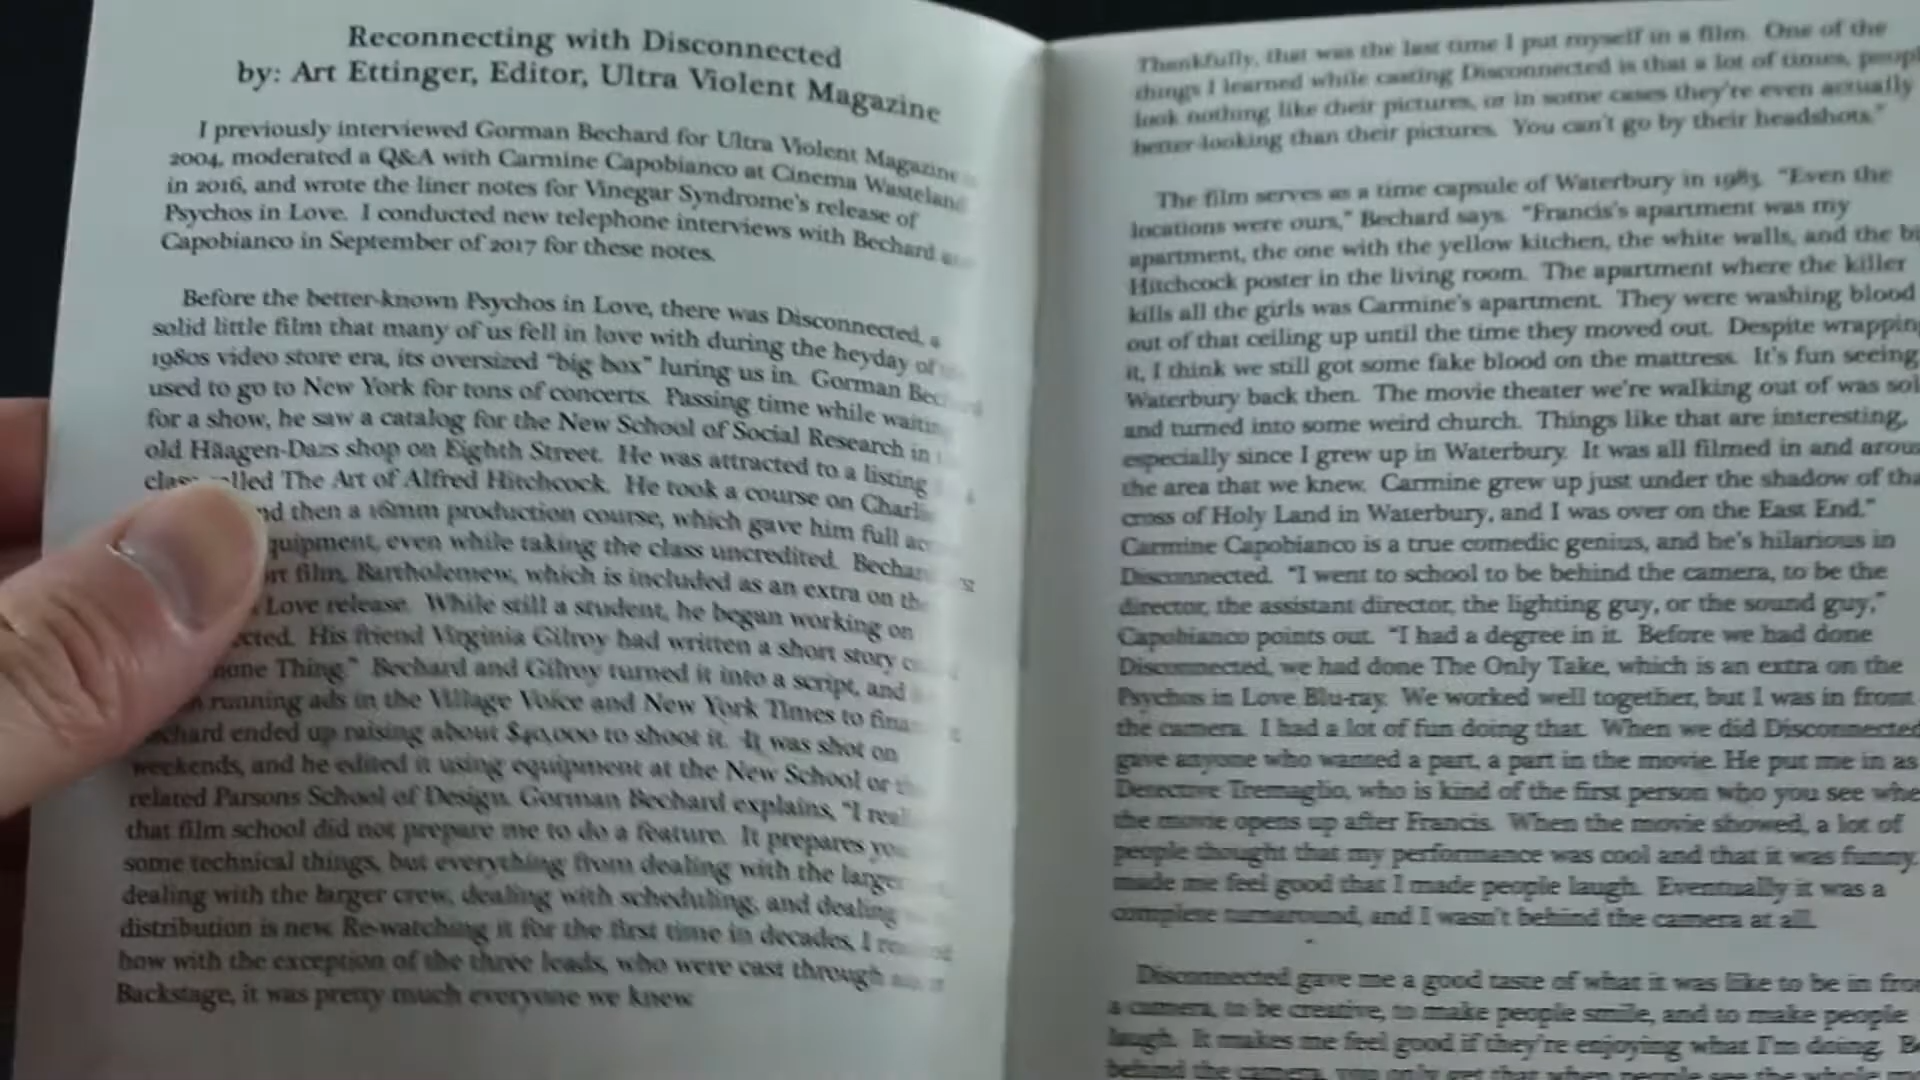 Reconnecting with Disconnected
by: Art Ettinger, Editor, Ultra Violent Magazine
I previously interviewed Gorman Bechard for Ultra Violent Magazine
2004, moderated a Q&A with Carmine Capobianco at Cinema Wasteland
in 2016, and wrote the liner notes for Vinegar Syndrome's release of
Psychos in Love. I conducted new telephone interviews with Bechard
Capobianco in September of 2017 for these notes.
Before the better-known Psychos in Love, there was Disconnected, a
solid little film that many of us fell in love with during the heyday of
1980s video store era, its oversized "big box" luring us in. Gorman
used to go to New York for tons of concerts. Passing time while
for a show, he saw a catalog for the New School of Social Research in
old Häagen-Dazs shop on Eighth Street. He was attracted to a listing
The Art of Alfred Hitchcock. He took a course on
then a 16mm production course, which gave him full
even while taking the class uncredited.
film, Bartholemew, which is included as an extra on the
Love release. While still a student, he began working on
His friend Virginia Gilroy had written a short story
Thing." Bechard and Gilroy turned it into a script, and
running ads in the Village Voice and New York Times to
ended up raising about $40,000 to shoot it. It was shot on
weekends, and he edited it using equipment at the New School or
related Parsons School of Design. Gorman Bechard explains, "I
that film school did not prepare me to do a feature. It prepares
some technical things, but everything from dealing with the larger
dealing with the larger crew, dealing with scheduling, and dealing
distribution is new. Re-watching it for the first time in decades, I
how with the exception of the three leads, who were cast through
Backstage, it was pretty much everyone we knew
Thankfully, that was the last time I put myself in a film. One of the
things I learned while casting Disconnected is that a lot of times,
look nothing like their pictures, or in some cases they're even actually
better-looking than their pictures. You can't go by their headshots."
The film serves as a time capsule of Waterbury in 1983. "Even the
locations were ours," Bechard says. "Francis's apartment was my
apartment, the one with the yellow kitchen, the white walls, and the
Hitchcock poster in the living room. The apartment where the killer
kills all the girls was Carmine's apartment. They were washing blood
out of that ceiling up until the time they moved out. Despite
it, I think we still got some fake blood on the mattress. It's fun seeing
Waterbury back then. The movie theater we're walking out of was
and turned into some weird church. Things like that are interesting,
especially since I grew up in Waterbury. It was all filmed in and
the area that we knew. Carmine grew up just under the shadow of
cross of Holy Land in Waterbury, and I was over on the East End."
Carmine Capobianco is a true comedic genius, and he's hilarious in
Disconnected. "I went to school to be behind the camera, to be the
director, the assistant director, the lighting guy, or the sound guy,"
Capobianco points out. "I had a degree in it. Before we had done
Disconnected, we had done The Only Take, which is an extra on the
Psychos in Love Blu-ray. We worked well together, but I was in front
the camera. I had a lot of fun doing that. When we did Disconnected
gave anyone who wanted a part, a part in the movie. He put me in as
Detective Tremaglio, who is kind of the first person who you see
the movie opens up after Francis. When the movie showed, a lot of
people thought that my performance was cool and that it was funny.
made me feel good that I made people laugh. Eventually it was a
complete turnaround, and I wasn't behind the camera at all.
Disconnected gave me a good taste of what it was like to be in
a camera, to be creative, to make people smile, and to make people
laugh. It makes me feel good if they're enjoying what I'm doing.
behind the camera, you only get that when people see the whole